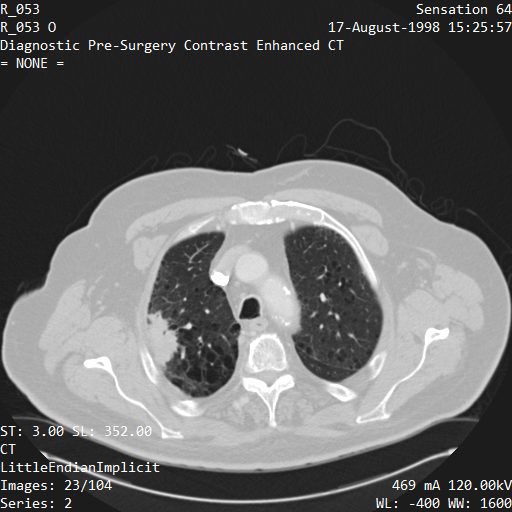 R_053
Sensation 64
R_053 O
17-August-1998 15:25:57
Diagnostic Pre-Surgery Contrast Enhanced CT
= NONE =
ST: 3.00 SL: 352.00
CT
LittleEndianImplicit
Images: 23/104
469 mA 120.00kV
Series: 2
WL: -400 WW: 1600